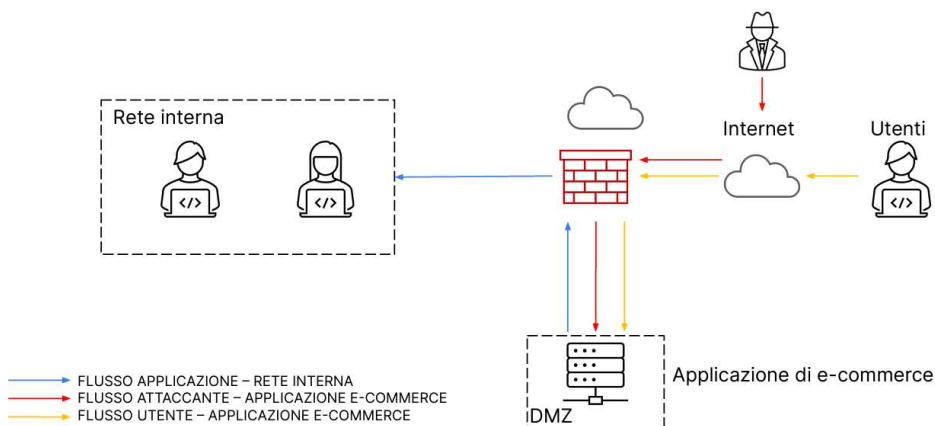 Rete interna
Internet
Utenti
Applicazione di e-commerce
DMZ
FLUSSO APPLICAZIONE – RETE INTERNA
FLUSSO ATTACCANTE – APPLICAZIONE E-COMMERCE
FLUSSO UTENTE – APPLICAZIONE E-COMMERCE